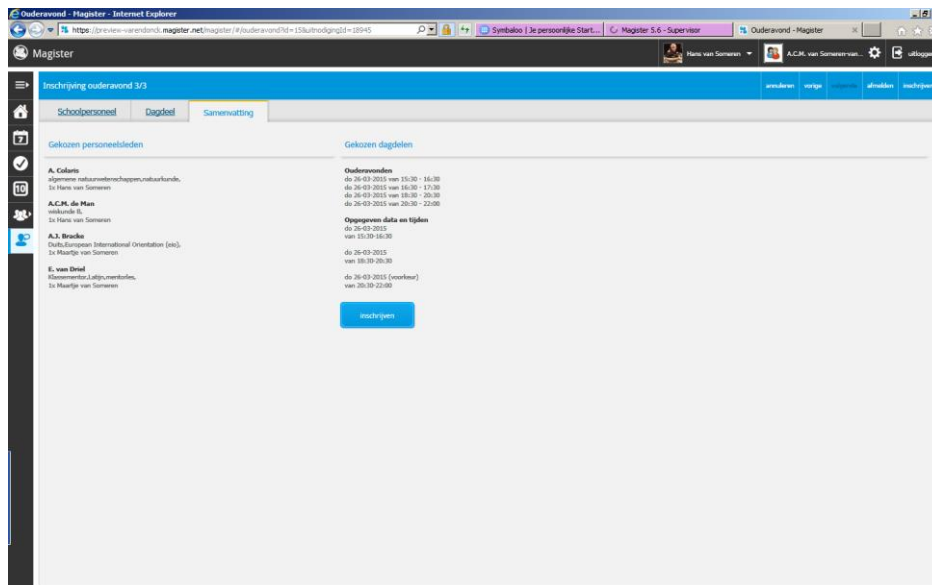 Ouderavond - Magister - Internet Explorer
https://preview-varendonck.magister.net/magister/#/ouderavond?id=15&uitnodigingId=18945
Symbaloo | Je persoonlijke Start...
Magister 5.6 - Supervisor
Ouderavond - Magister
Magister
Hans van Someren
A.C.M. van Someren-van...
uitloggen
Inschrijving ouderavond 3/3
annuleren vorige volgende afmelden inschrijven
Schoolpersoneel Dagdeel Samenvatting
Gekozen personeelsleden
A. Colaris
algemene natuurwetenschappen,natuurkunde,
1x Hans van Someren
A.C.M. de Man
wiskunde B,
1x Hans van Someren
A.J. Bracke
Duits,European International Orientation (eio),
1x Maartje van Someren
E. van Driel
Klassementor,Latijn,mentorles,
1x Maartje van Someren
Gekozen dagdelen
Ouderavonden
do 26-03-2015 van 15:30 - 16:30
do 26-03-2015 van 16:30 - 17:30
do 26-03-2015 van 18:30 - 20:30
do 26-03-2015 van 20:30 - 22:00
Opgegeven data en tijden
do 26-03-2015
van 15:30-16:30
do 26-03-2015
van 18:30-20:30
do 26-03-2015 (voorkeur)
van 20:30-22:00
inschrijven